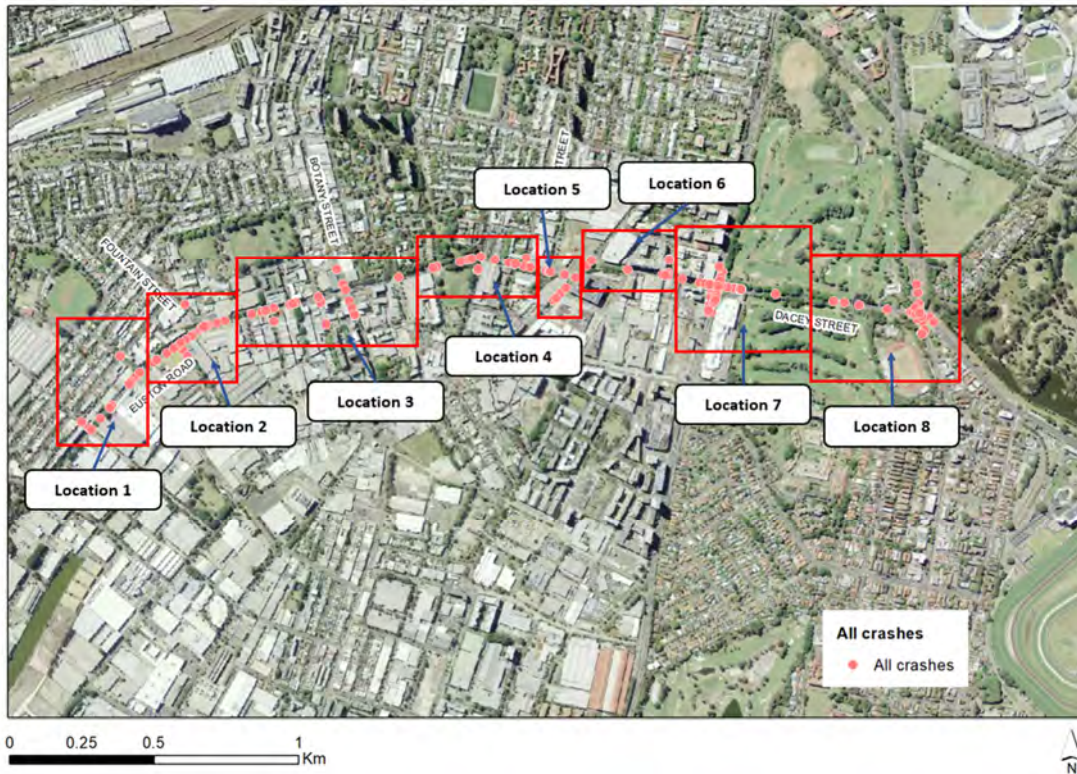 Location 5
Location 6
STREET
BOTANY STREET
FOUNTAIN STREET
EUSTON ROAD
DACEY STREET
Location 4
Location 3
Location 2
Location 7
Location 8
Location 1
All crashes
All crashes
0 0.25 0.5 1
Km
N